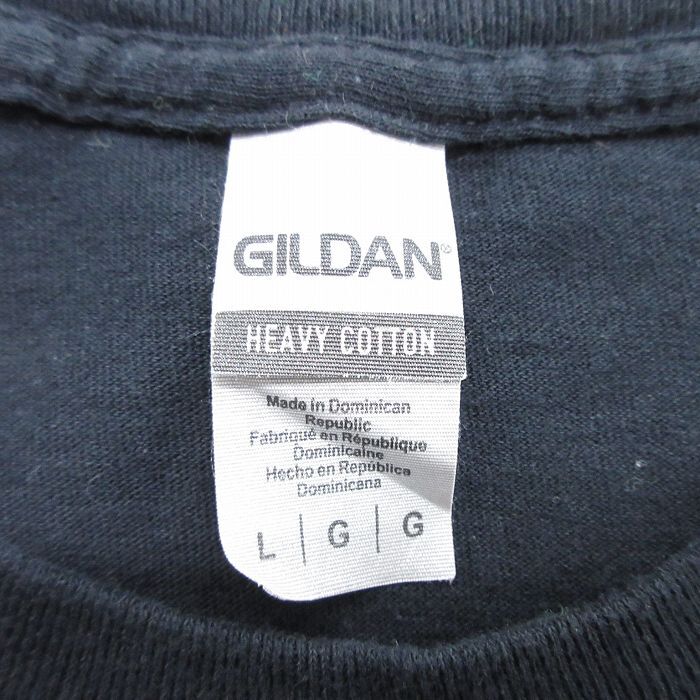 GILDAN®
HEAVY COTTON
Made in Dominican
Republic
Fabriqué en République
Dominicaine
Hecho en República
Dominicana
L | G | G